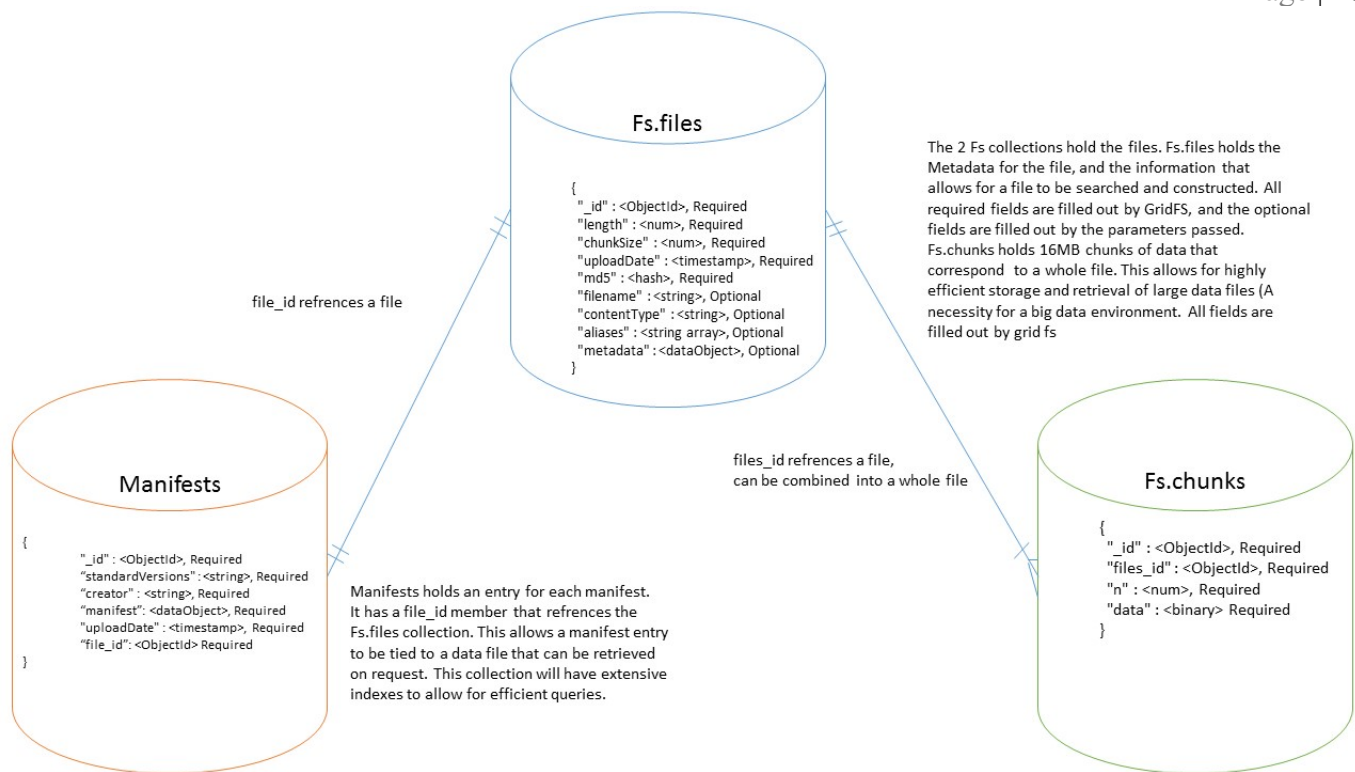 Fs.files
{
"_id" : <ObjectId>, Required
"length" : <num>, Required
"chunkSize" : <num>, Required
"uploadDate" : <timestamp>, Required
"md5" : <hash>, Required
"filename" : <string>, Optional
"contentType" : <string>, Optional
"aliases" : <string array>, Optional
"metadata" :<dataObject>, Optional
}
The 2 Fs collections hold the files. Fs.files holds the
Metadata for the file, and the information that
allows for a file to be searched and constructed. All
required fields are filled out by GridFS, and the optional
fields are filled out by the parameters passed.
Fs.chunks holds 16MB chunks of data that
correspond to a whole file. This allows for highly
efficient storage and retrieval of large data files (A
necessity for a big data environment. All fields are
filled out by grid fs
file_id refrences a file
files_id refrences a file,
can be combined into a whole file
Manifests
{
"_id" : <ObjectId>, Required
“standardVersions" : <string>, Required
“creator" : <string>, Required
“manifest”: <dataObject>, Required
"uploadDate" : <timestamp>, Required
“file_id”: <ObjectId> Required
}
Manifests holds an entry for each manifest.
It has a file_id member that refrences the
Fs.files collection. This allows a manifest entry
to be tied to a data file that can be retrieved
on request. This collection will have extensive
indexes to allow for efficient queries.
Fs.chunks
{
"_id" : <ObjectId>, Required
"files_id" : <ObjectId>, Required
"n" : <num>, Required
"data" : <binary> Required
}